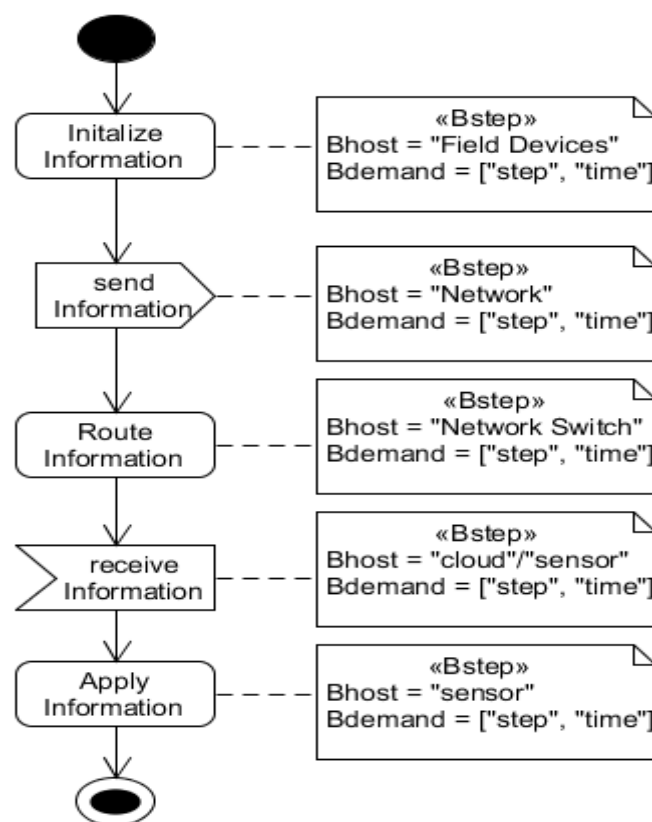 Initalize
Information
«Bstep»
Bhost = "Field Devices"
Bdemand = ["step", "time"]
send
Information
«Bstep»
Bhost = "Network"
Bdemand = ["step", "time"]
Route
Information
«Bstep»
Bhost = "Network Switch"
Bdemand = ["step", "time"]
receive
Information
«Bstep»
Bhost = "cloud"/"sensor"
Bdemand = ["step", "time"]
Apply
Information
«Bstep»
Bhost = "sensor"
Bdemand = ["step", "time"]